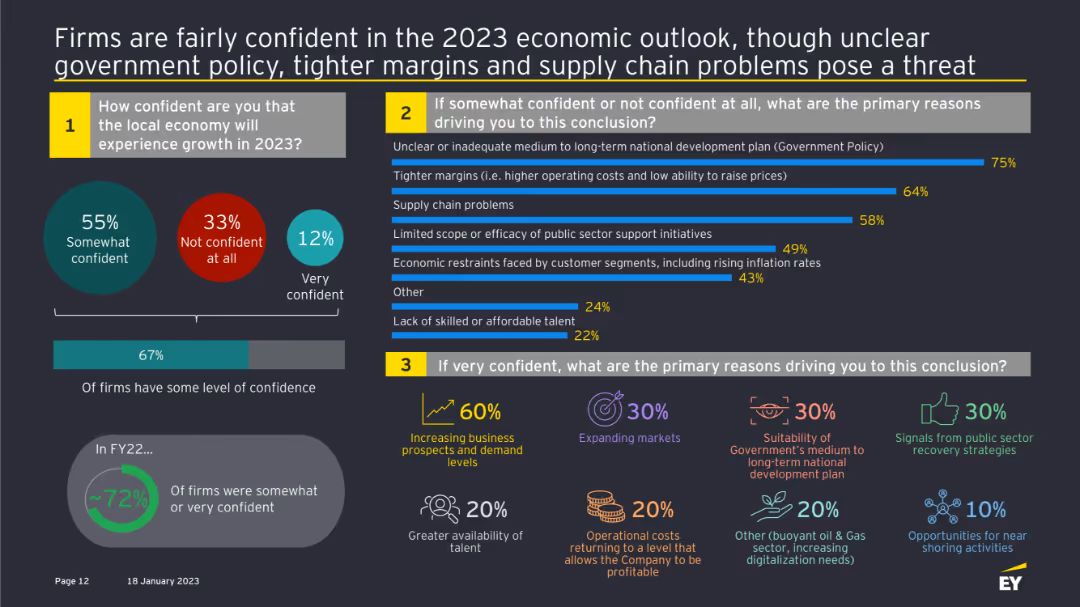 Firms are fairly confident in the 2023 economic outlook, though unclear
government policy, tighter margins and supply chain problems pose a threat
1
How confident are you that
the local economy will
experience growth in 2023?
55%
Somewhat
confident
33%
Not confident
at all
12%
Very
confident
67%
Of firms have some level of confidence
In FY22...
~72%
Of firms were somewhat
or very confident
2
If somewhat confident or not confident at all, what are the primary reasons
driving you to this conclusion?
Unclear or inadequate medium to long-term national development plan (Government Policy)
75%
Tighter margins (i.e. higher operating costs and low ability to raise prices)
64%
Supply chain problems
58%
Limited scope or efficacy of public sector support initiatives
49%
Economic restraints faced by customer segments, including rising inflation rates
43%
Other
24%
Lack of skilled or affordable talent
22%
3
If very confident, what are the primary reasons driving you to this conclusion?
60%
Increasing business
prospects and demand
levels
30%
Expanding markets
30%
Suitability of
Government's medium to
long-term national
development plan
30%
Signals from public sector
recovery strategies
20%
Greater availability of
talent
20%
Operational costs
returning to a level that
allows the Company to be
profitable
20%
Other (buoyant oil & Gas
sector, increasing
digitalization needs)
10%
Opportunities for near
shoring activities
Page 12
18 January 2023
EY